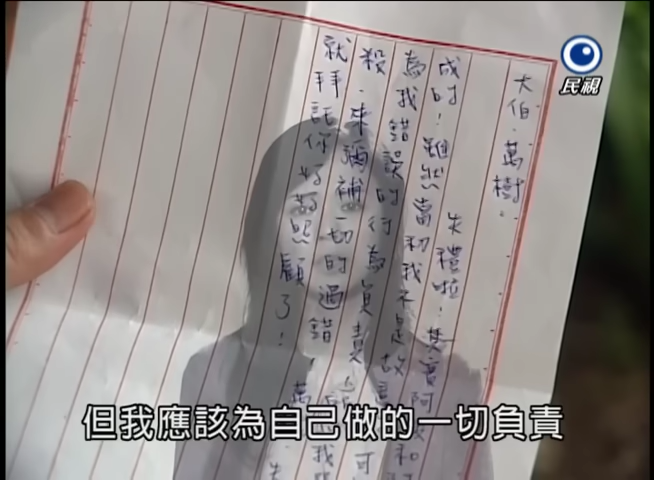 民視
大伯.萬樹。
失禮啦.其實阿
成的!雖然當初我不是故
為我錯誤的行為負責
殺.來彌補一切的過錯!
就拜託你好好照顧了!
但我應該為自己做的一切負責